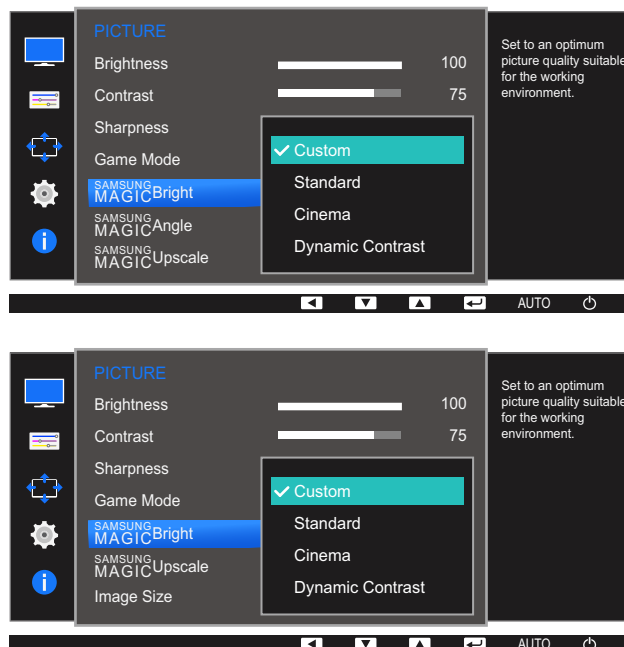 PICTURE
Brightness 100
Contrast 75
Sharpness
Game Mode
SAMSUNG
MAGICBright
SAMSUNG
MAGICAngle
SAMSUNG
MAGICUpscale
Custom
Standard
Cinema
Dynamic Contrast
Set to an optimum
picture quality suitable
for the working
environment.
AUTO
PICTURE
Brightness 100
Contrast 75
Sharpness
Game Mode
SAMSUNG
MAGICBright
SAMSUNG
MAGICUpscale
Image Size
Custom
Standard
Cinema
Dynamic Contrast
Set to an optimum
picture quality suitable
for the working
environment.
AUTO